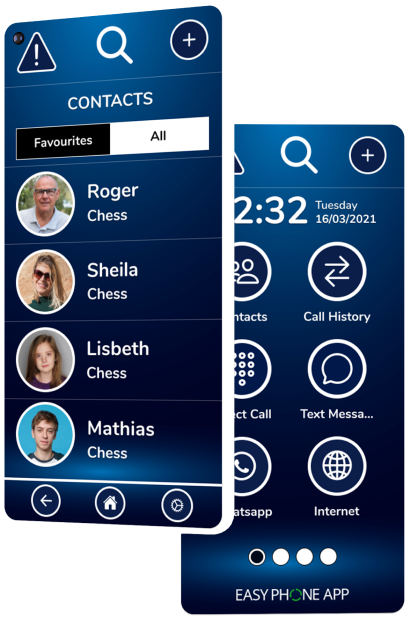 CONTACTS
Favourites
All
Roger
Chess
Sheila
Chess
Lisbeth
Chess
Mathias
Chess
2:32
Tuesday
16/03/2021
ntacts
Call History
ect Call
Text Messa...
atsapp
Internet
EASY PHONE APP